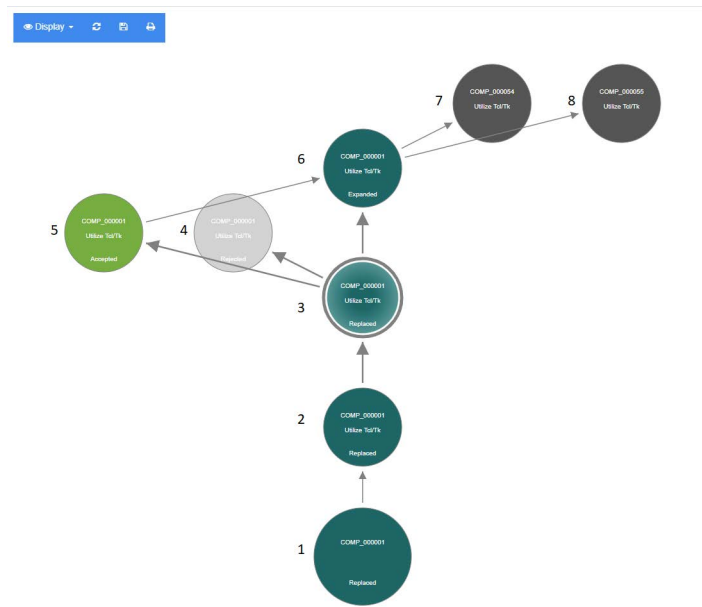 Display
7
COMP_000054
Utilize Tcl/Tk
8
COMP_000055
Utilize Tcl/Tk
6
COMP_000001
Utilize Tcl/Tk
Expanded
5
COMP_000001
Utilize Tcl/Tk
Accepted
4
COMP_000001
Utilize Tcl/Tk
Rejected
3
COMP_000001
Utilize Tcl/Tk
Replaced
2
COMP_000001
Utilize Tcl/Tk
Replaced
1
COMP_000001
Replaced